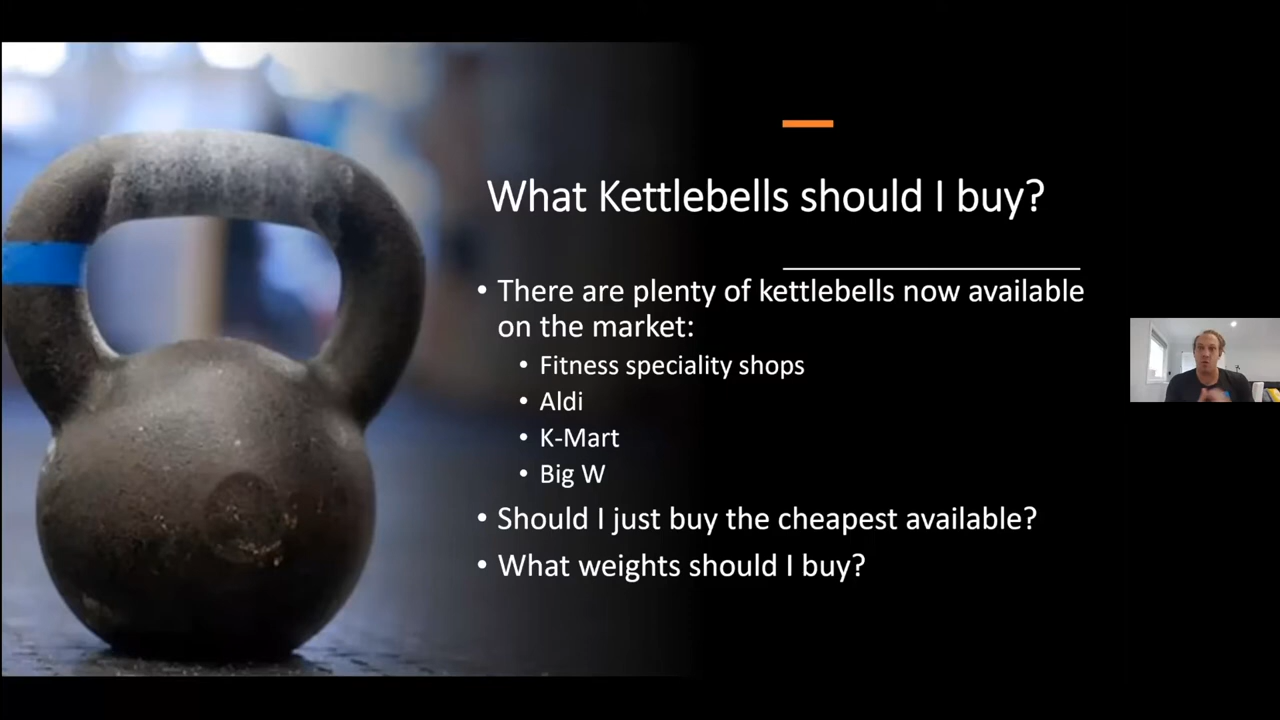 What Kettlebells should I buy?
• There are plenty of kettlebells now available
on the market:
• Fitness speciality shops
• Aldi
• K-Mart
• Big W
• Should I just buy the cheapest available?
• What weights should I buy?